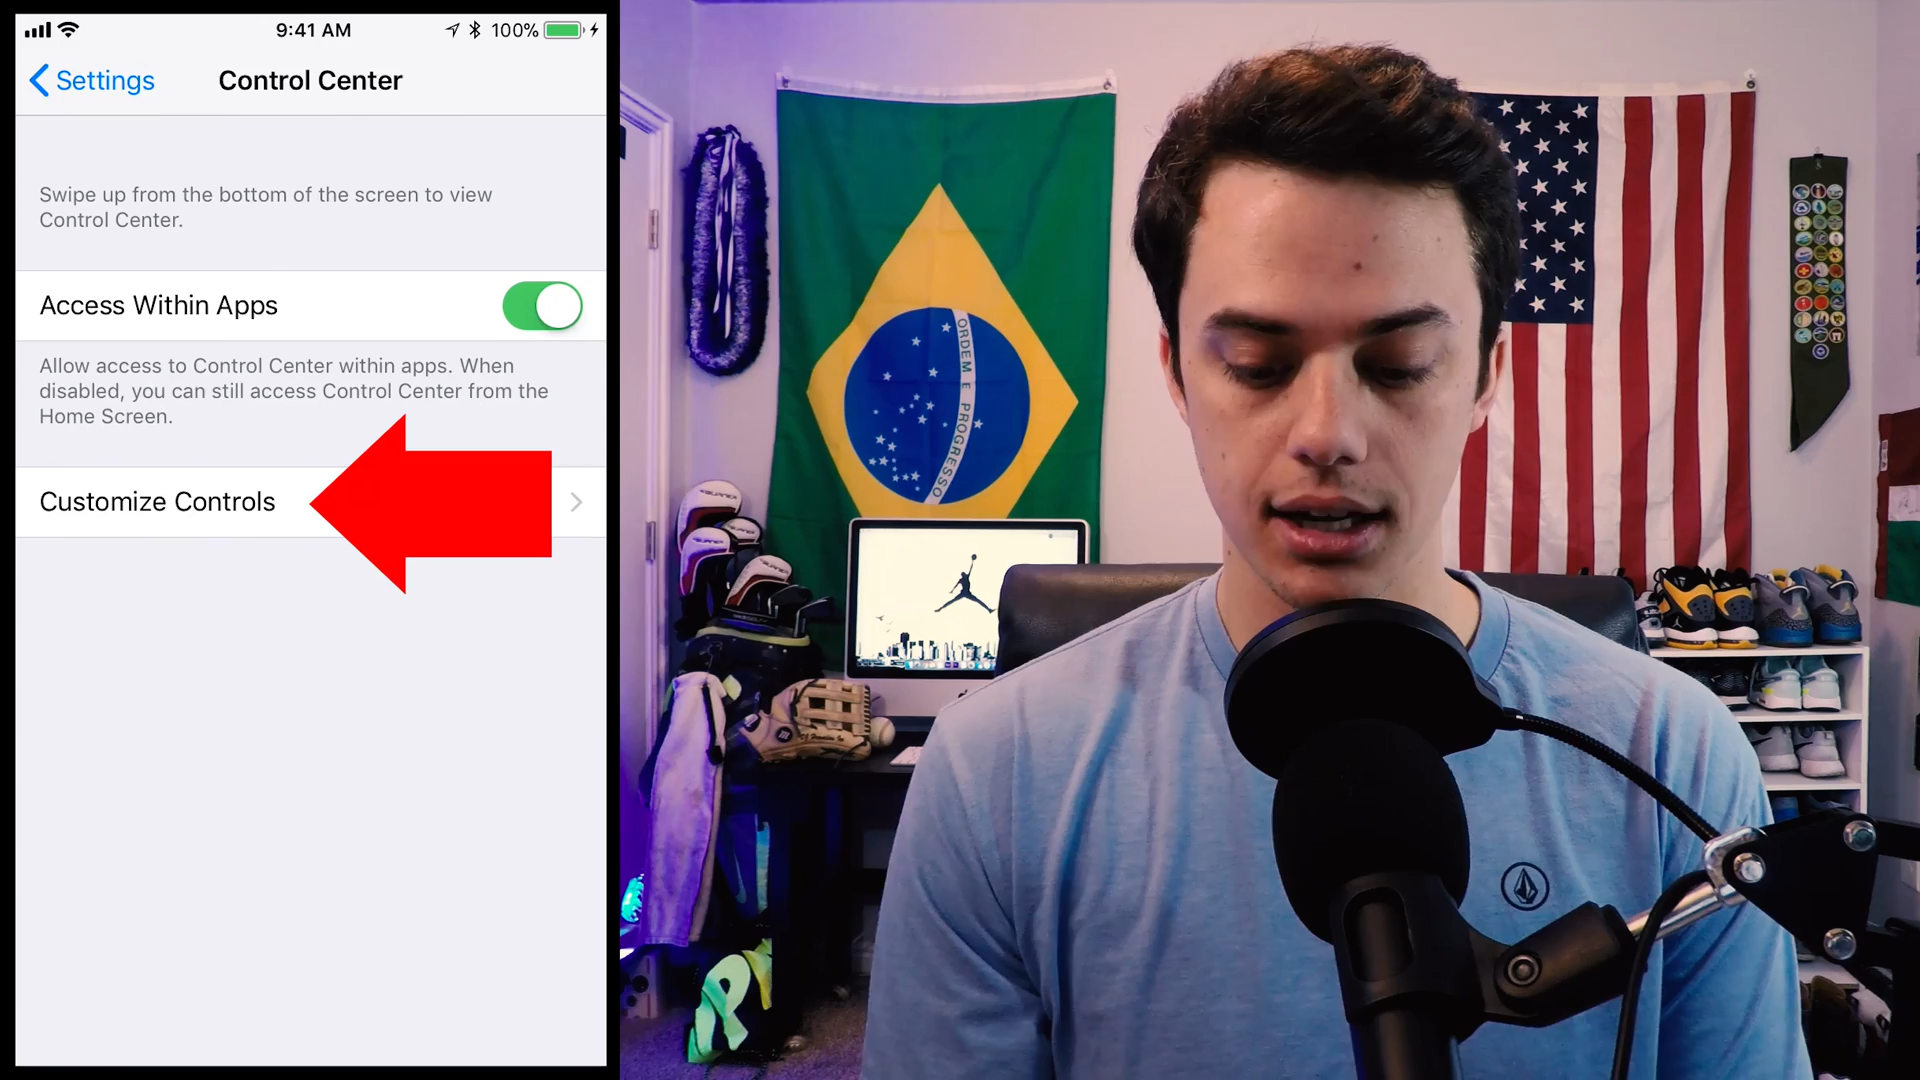 9:41 AM
100%
Settings
Control Center
Swipe up from the bottom of the screen to view
Control Center.
Access Within Apps
Allow access to Control Center within apps. When
disabled, you can still access Control Center from the
Home Screen.
Customize Controls
ORDEM E PROGRESSO
R